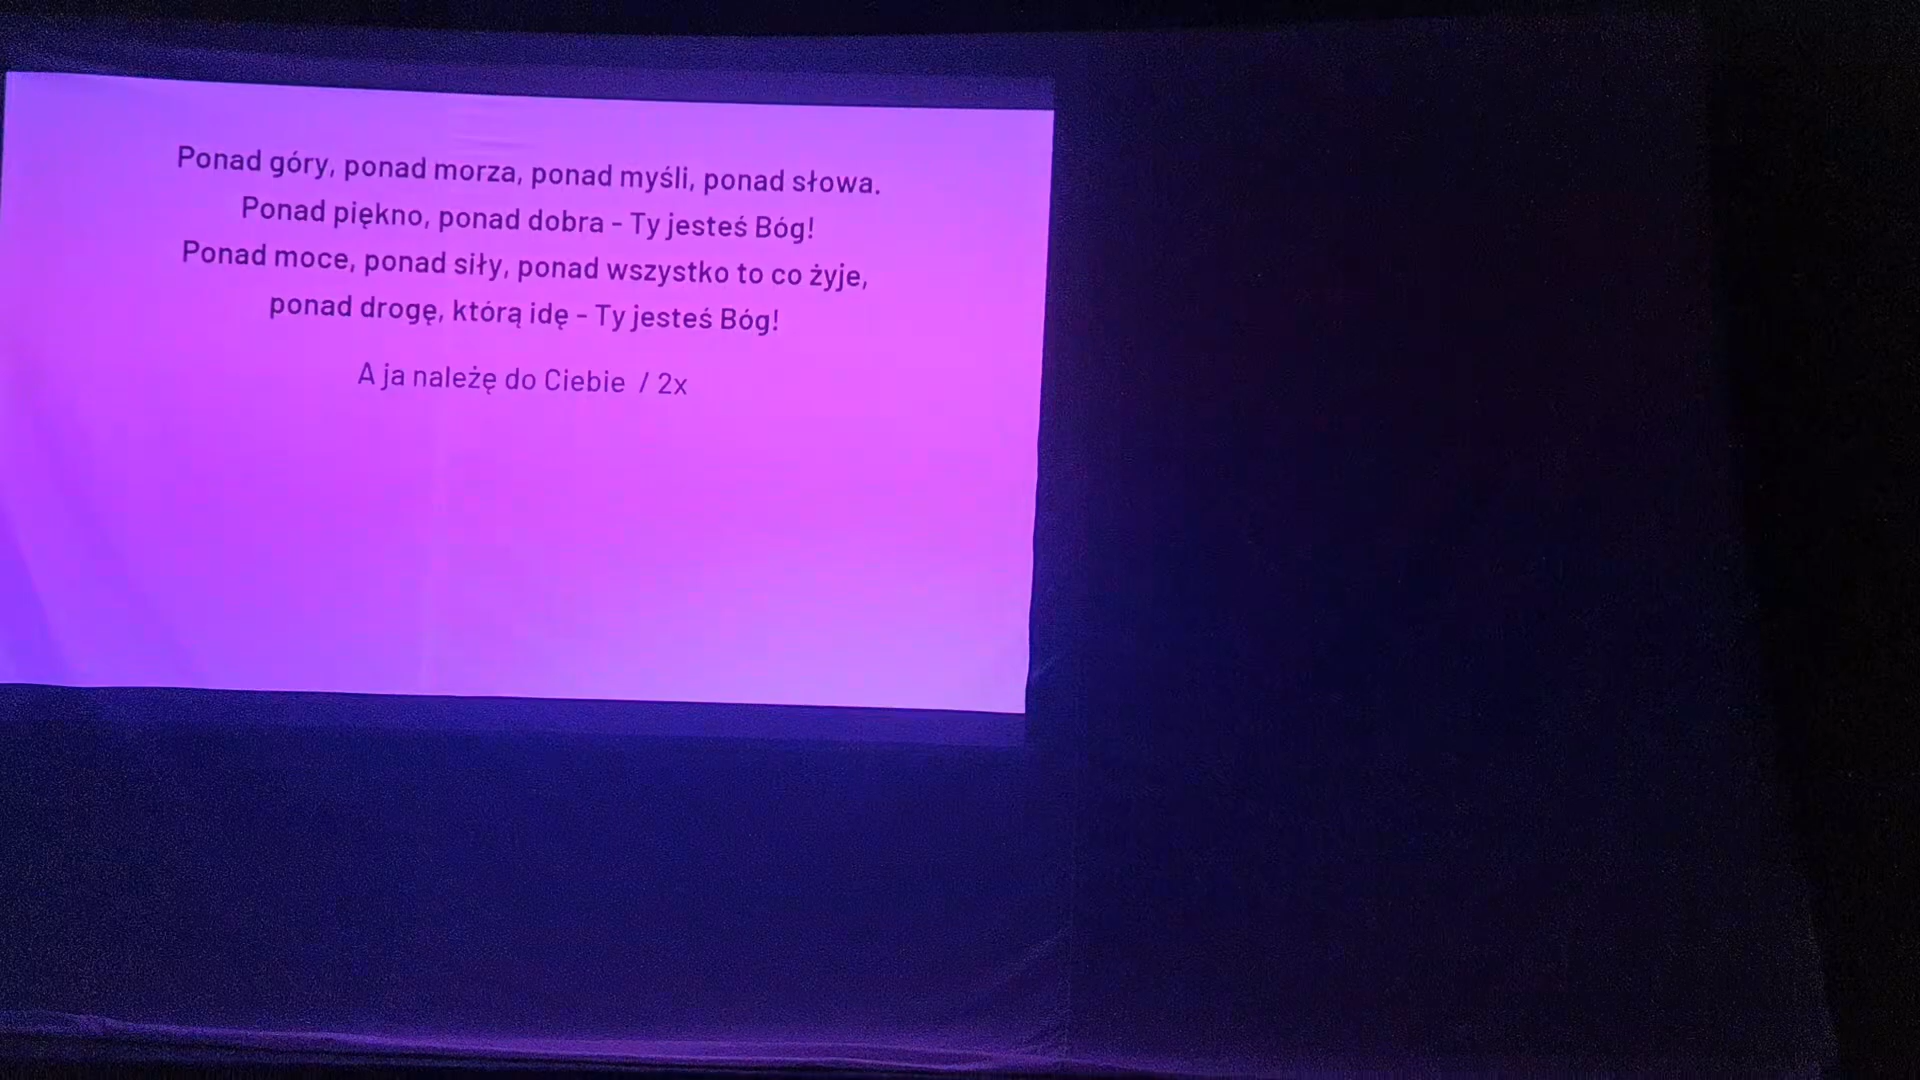 Ponad góry, ponad morza, ponad myśli, ponad słowa.
Ponad piękno, ponad dobra - Ty jesteś Bóg!
Ponad moce, ponad siły, ponad wszystko to co żyje,
ponad drogę, którą idę - Ty jesteś Bóg!
A ja należę do Ciebie / 2x